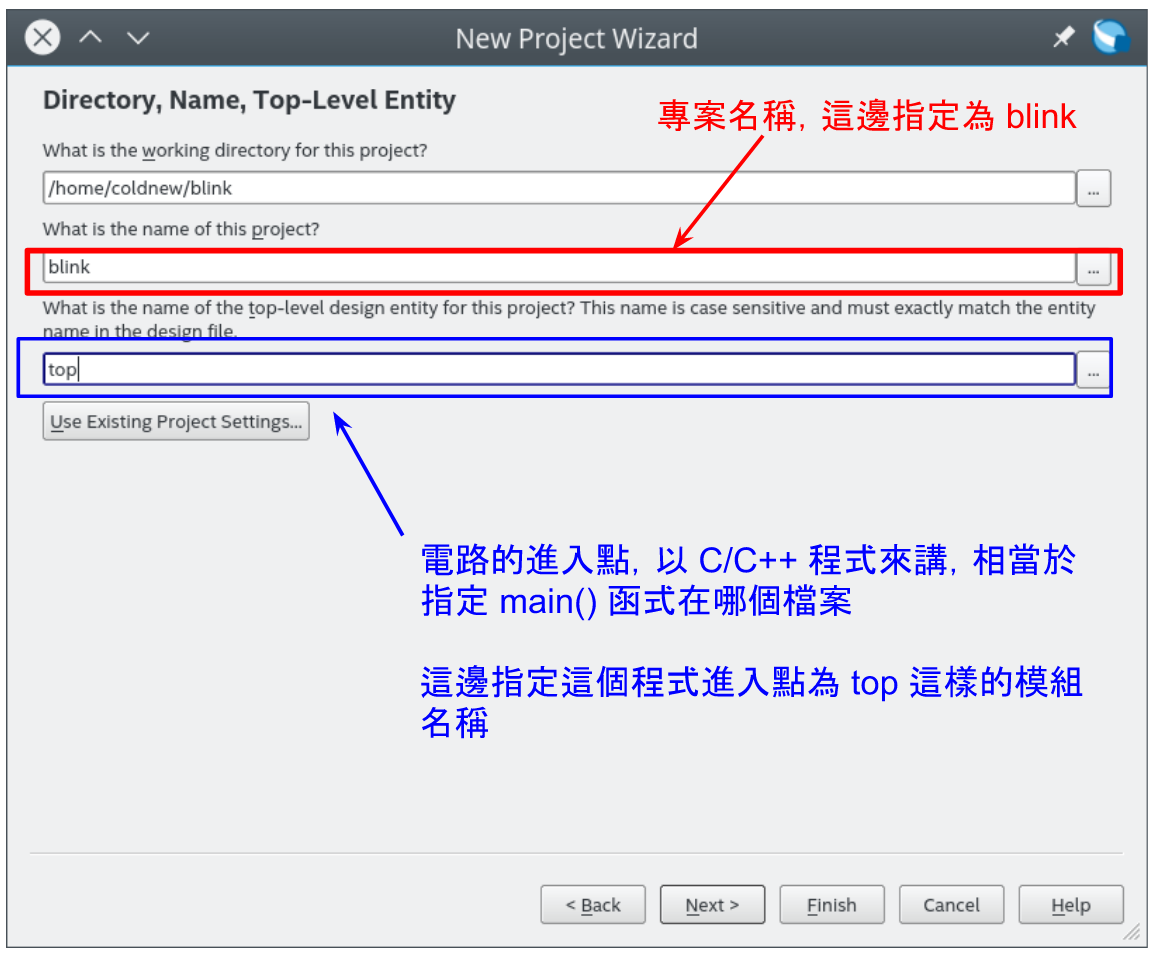 New Project Wizard
Directory, Name, Top-Level Entity
專案名稱, 這邊指定為 blink
What is the working directory for this project?
/home/coldnew/blink
...
What is the name of this project?
blink
...
What is the name of the top-level design entity for this project? This name is case sensitive and must exactly match the entity
name in the design file.
top
...
Use Existing Project Settings...
電路的進入點, 以 C/C++ 程式來講, 相當於
指定 main() 函式在哪個檔案
這邊指定這個程式進入點為 top 這樣的模組
名稱
< Back
Next >
Finish
Cancel
Help